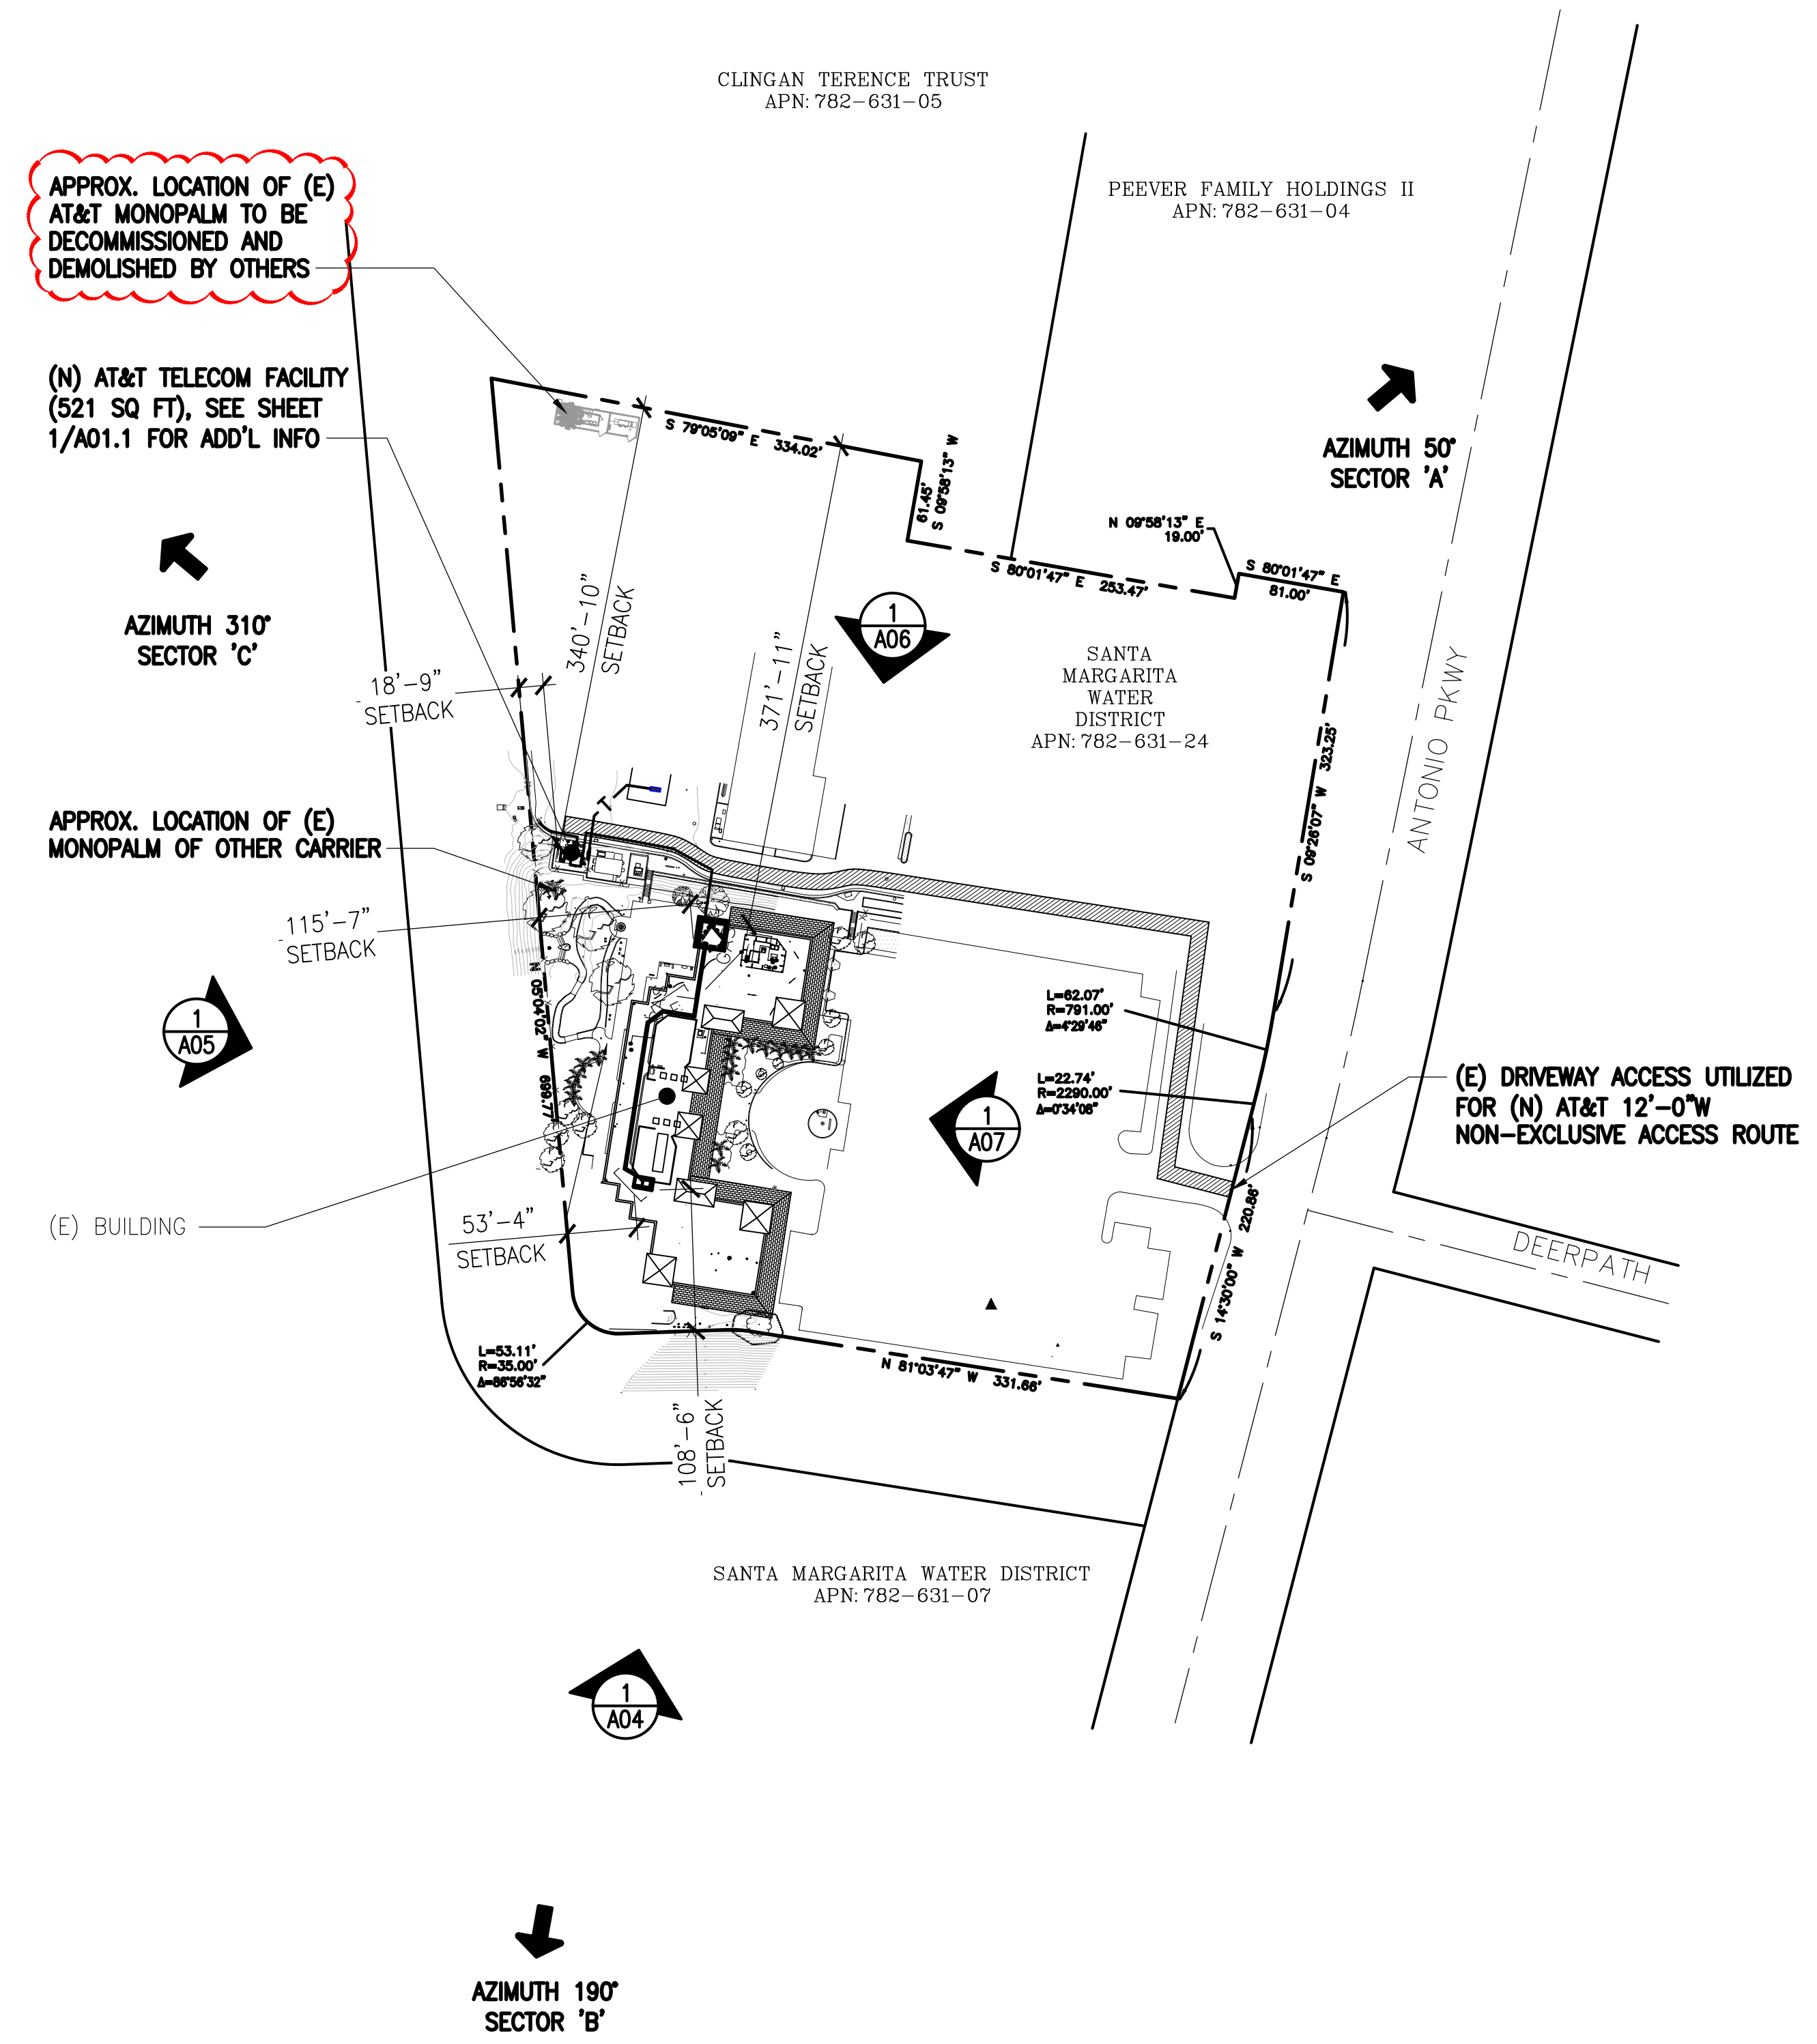 CLINGAN TERENCE TRUST
APN: 782-631-05
PEEVER FAMILY HOLDINGS II
APN: 782-631-04
APPROX. LOCATION OF (E)
AT&T MONOPALM TO BE
DECOMMISSIONED AND
DEMOLISHED BY OTHERS
(N) AT&T TELECOM FACILITY
(521 SQ FT), SEE SHEET
1/A01.1 FOR ADD'L INFO
AZIMUTH 50°
SECTOR 'A'
S 79°05'09" E 334.02'
61.45'
S 09°58'13" W
N 09°58'13" E
19.00'
S 80°01'47" E 253.47'
S 80°01'47" E
81.00'
AZIMUTH 310°
SECTOR 'C'
18'-9"
SETBACK
340'-10"
SETBACK
371'-11"
SETBACK
1
A06
SANTA
MARGARITA
WATER
DISTRICT
APN: 782-631-24
ANTONIO PKWY
S 09°26'07" W 323.25'
T
APPROX. LOCATION OF (E)
MONOPALM OF OTHER CARRIER
115'-7"
SETBACK
G
N 05°04'02" W 699.77'
1
A05
L=62.07'
R=791.00'
Δ=4°29'46"
L=22.74'
R=2290.00'
Δ=0°34'08"
1
A07
(E) DRIVEWAY ACCESS UTILIZED
FOR (N) AT&T 12'-0"W
NON-EXCLUSIVE ACCESS ROUTE
(E) BUILDING
53'-4"
SETBACK
S 14°30'00" W 220.86'
DEERPATH
L=53.11'
R=35.00'
Δ=86°56'32"
N 81°03'47" W 331.66'
108'-6"
SETBACK
SANTA MARGARITA WATER DISTRICT
APN: 782-631-07
1
A04
AZIMUTH 190°
SECTOR 'B'